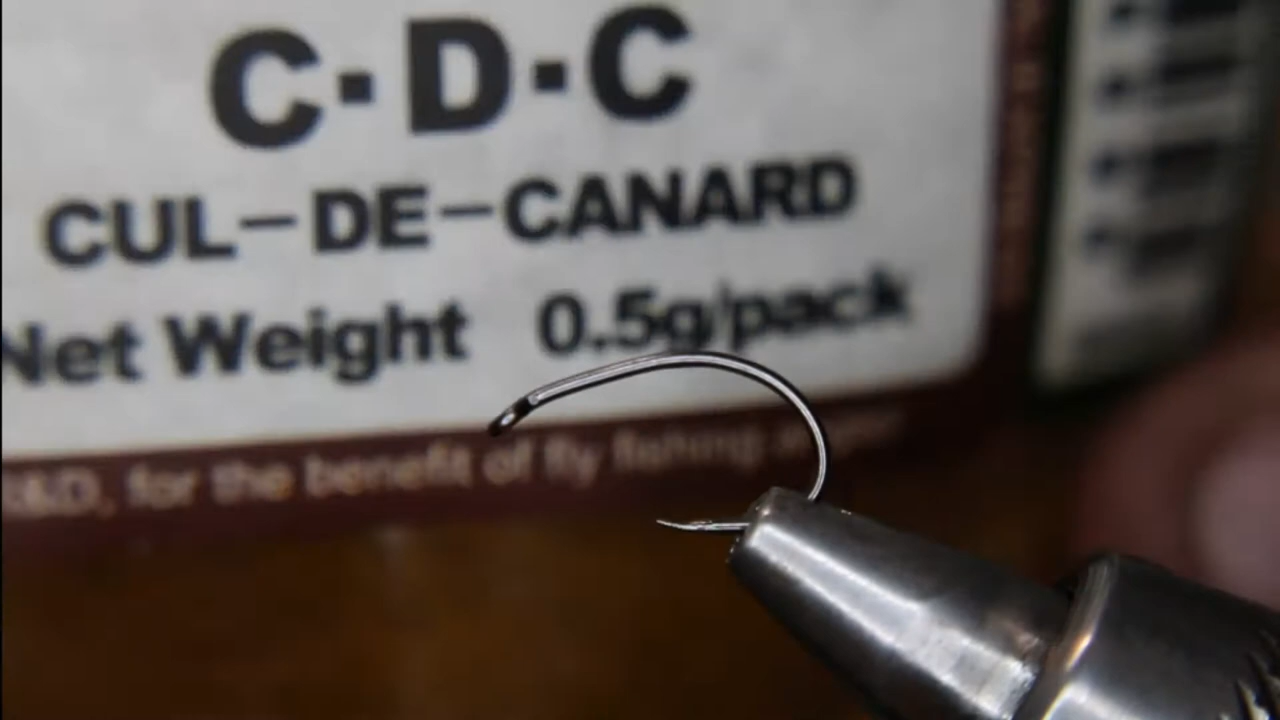 C·D·C
CUL-DE-CANARD
Net Weight 0.5g/pack
R&D, for the benefit of fly fishing